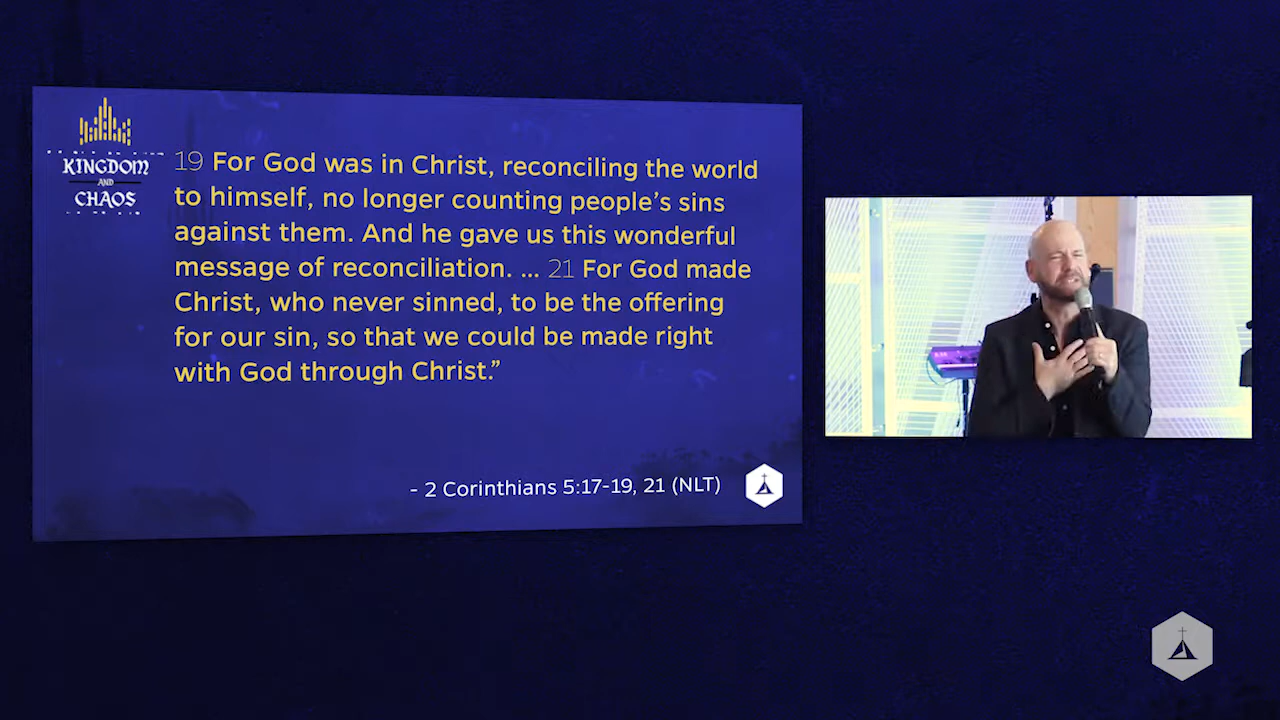 KINGDOM
AND
CHAOS
19 For God was in Christ, reconciling the world
to himself, no longer counting people’s sins
against them. And he gave us this wonderful
message of reconciliation. ... 21 For God made
Christ, who never sinned, to be the offering
for our sin, so that we could be made right
with God through Christ.”
- 2 Corinthians 5:17-19, 21 (NLT)